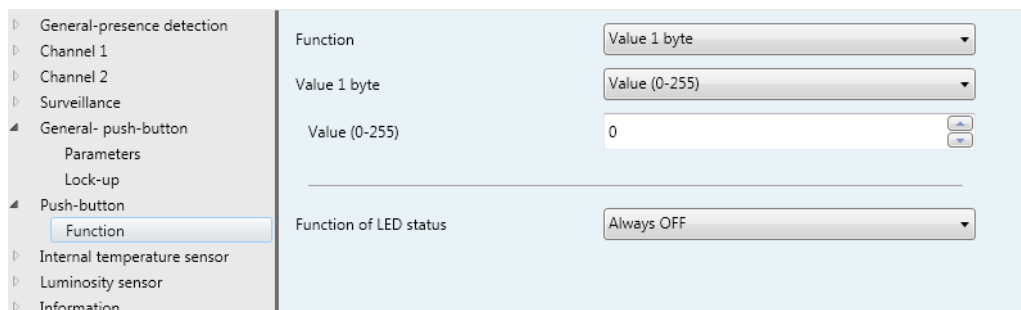 General-presence detection
Channel 1
Channel 2
Surveillance
General- push-button
Parameters
Lock-up
Push-button
Function
Internal temperature sensor
Luminosity sensor
Information
Function Value 1 byte
Value 1 byte Value (0-255)
Value (0-255) 0
Function of LED status Always OFF